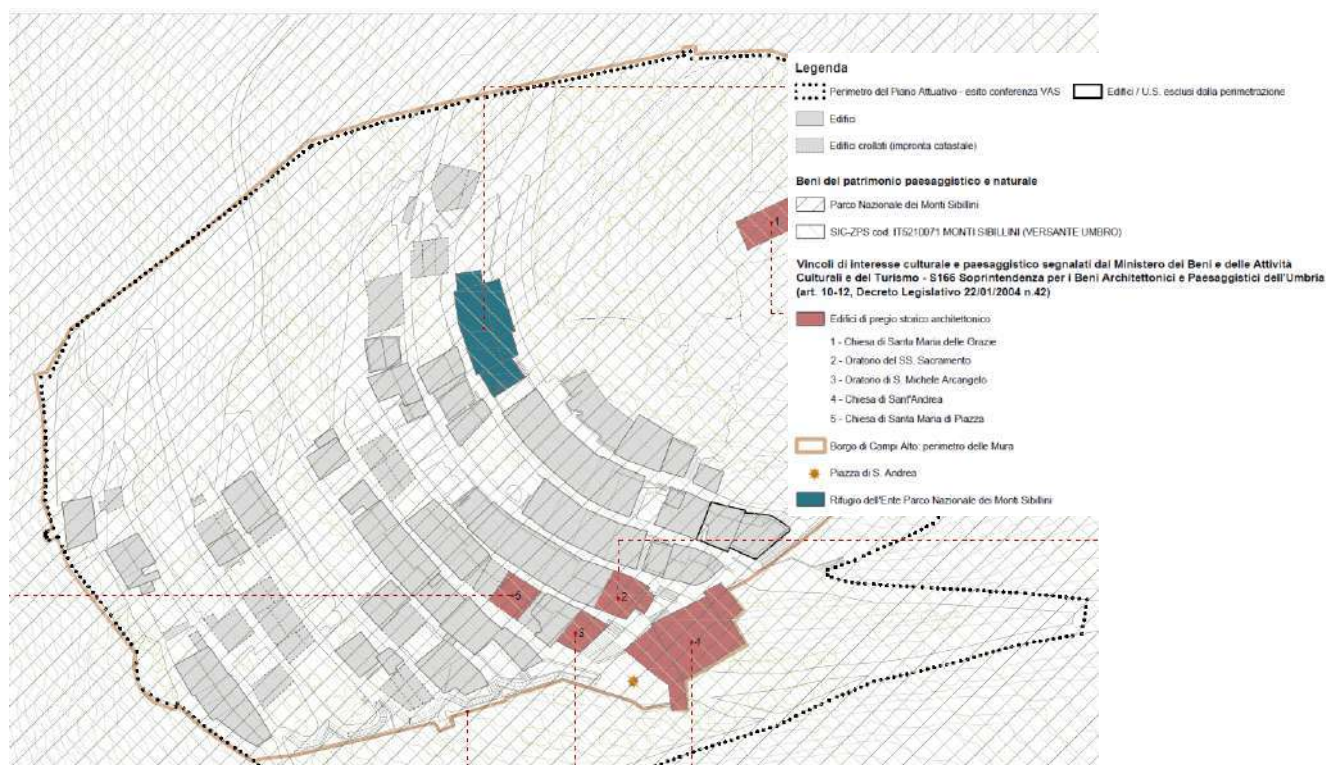 Legenda
Perimetro del Piano Attuativo - esito conferenza VAS
Edifici / U.S. esclusi dalla perimetrazione
Edifici
Edifici crollati (impronta catastale)
Beni del patrimonio paesaggistico e naturale
Parco Nazionale dei Monti Sibillini
SIC-ZPS cod. IT5210071 MONTI SIBILLINI (VERSANTE UMBRO)
Vincoli di interesse culturale e paesaggistico segnalati dal Ministero dei Beni e delle Attività
Culturali e del Turismo - S166 Soprintendenza per i Beni Architettonici e Paesaggistici dell'Umbria
(art. 10-12, Decreto Legislativo 22/01/2004 n.42)
Edifici di pregio storico architettonico
1 - Chiesa di Santa Maria delle Grazie
2 - Oratorio del SS. Sacramento
3 - Oratorio di S. Michele Arcangelo
4 - Chiesa di Sant'Andrea
5 - Chiesa di Santa Maria di Piazza
Borgo di Campi Alto: perimetro delle Mura
Piazza di S. Andrea
Rifugio dell'Ente Parco Nazionale dei Monti Sibillini
1
5
2
3
4